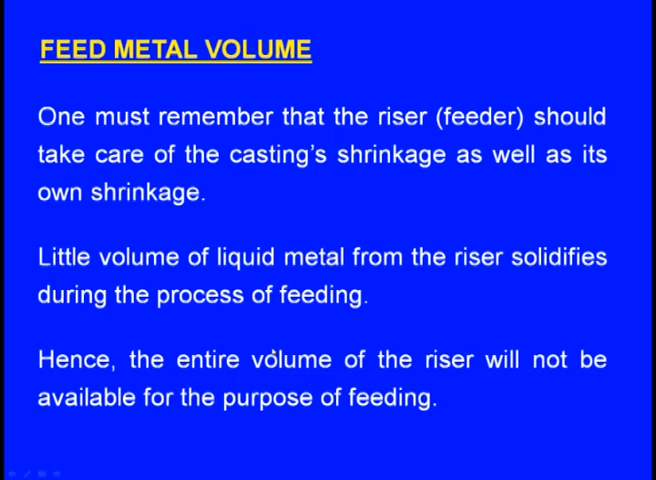 FEED METAL VOLUME
One must remember that the riser (feeder) should
take care of the casting's shrinkage as well as its
own shrinkage.
Little volume of liquid metal from the riser solidifies
during the process of feeding.
Hence, the entire volume of the riser will not be
available for the purpose of feeding.